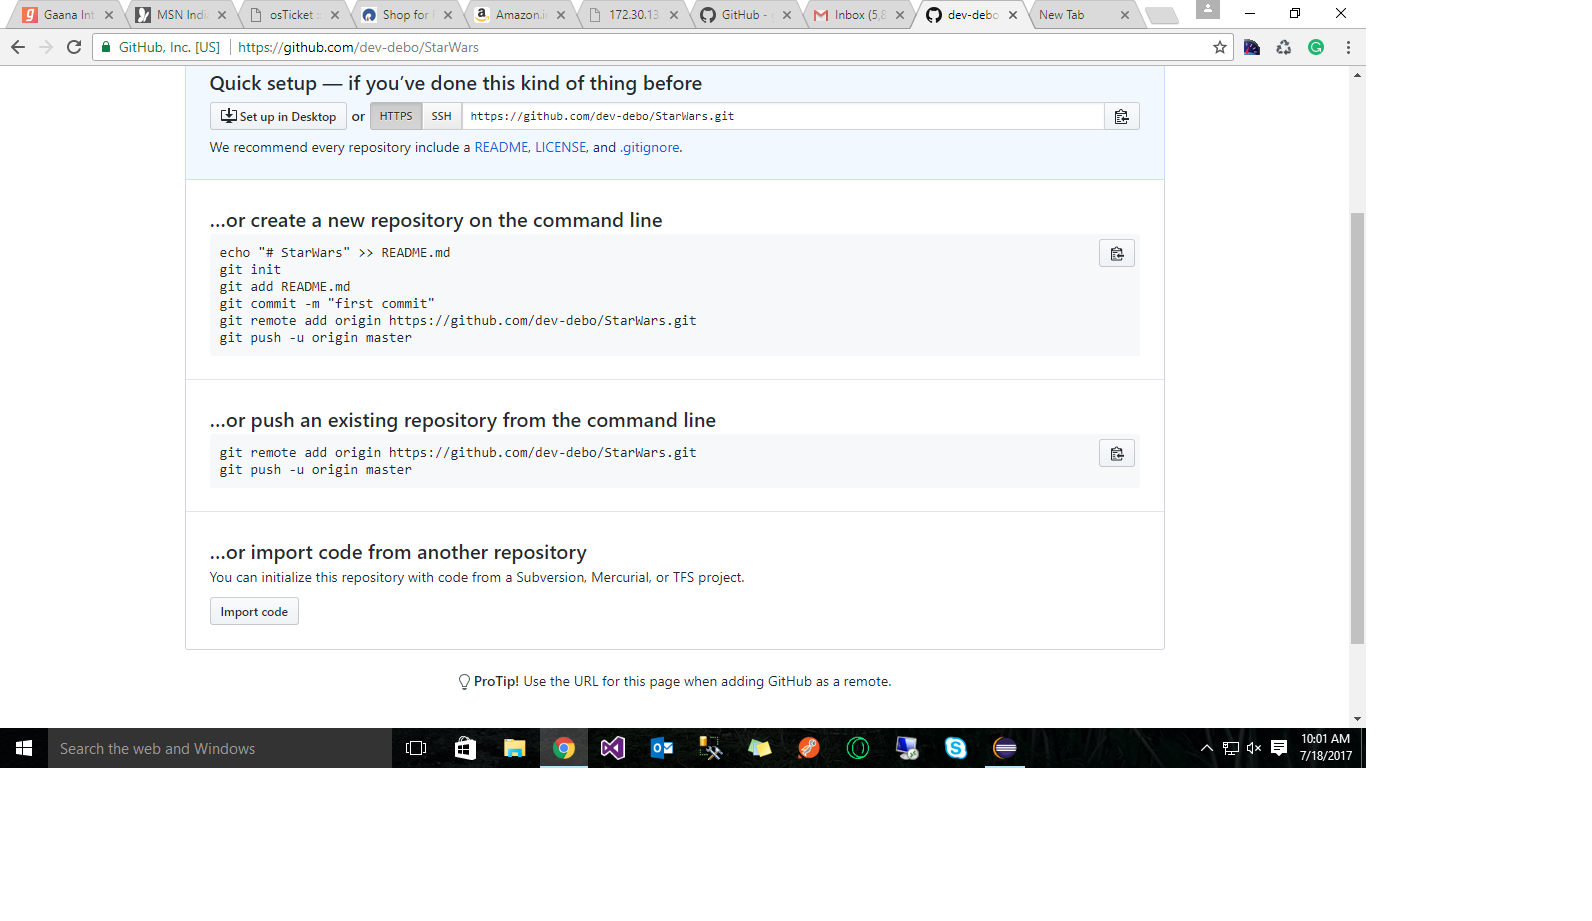 Gaana Int
MSN Indi
osTicket
Shop for
Amazon.i
172.30.13
GitHub -
Inbox (5,8
dev-debo
New Tab
GitHub, Inc. [US]
https://github.com/dev-debo/StarWars
Quick setup — if you’ve done this kind of thing before
Set up in Desktop or HTTPS SSH https://github.com/dev-debo/StarWars.git
We recommend every repository include a README, LICENSE, and .gitignore.
…or create a new repository on the command line
echo "# StarWars" >> README.md
git init
git add README.md
git commit -m "first commit"
git remote add origin https://github.com/dev-debo/StarWars.git
git push -u origin master
…or push an existing repository from the command line
git remote add origin https://github.com/dev-debo/StarWars.git
git push -u origin master
…or import code from another repository
You can initialize this repository with code from a Subversion, Mercurial, or TFS project.
Import code
ProTip! Use the URL for this page when adding GitHub as a remote.
Search the web and Windows
10:01 AM
7/18/2017